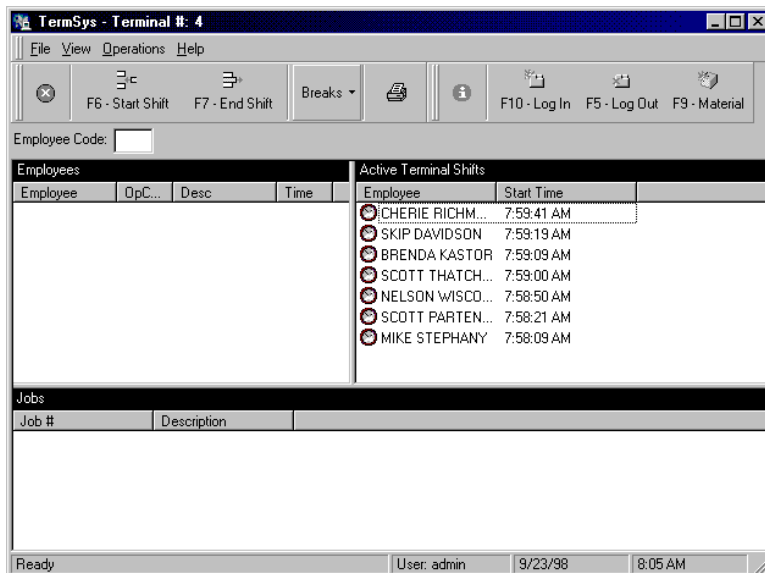 TermSys - Terminal #: 4
File View Operations Help
F6 - Start Shift F7 - End Shift Breaks F10 - Log In F5 - Log Out F9 - Material
Employee Code:
Employees Active Terminal Shifts
Employee OpC... Desc Time Employee Start Time
CHERIE RICHM... 7:59:41 AM
SKIP DAVIDSON 7:59:19 AM
BRENDA KASTOR 7:59:09 AM
SCOTT THATCH... 7:59:00 AM
NELSON WISCO... 7:58:50 AM
SCOTT PARTEN... 7:58:21 AM
MIKE STEPHANY 7:58:09 AM
Jobs
Job # Description
Ready User: admin 9/23/98 8:05 AM